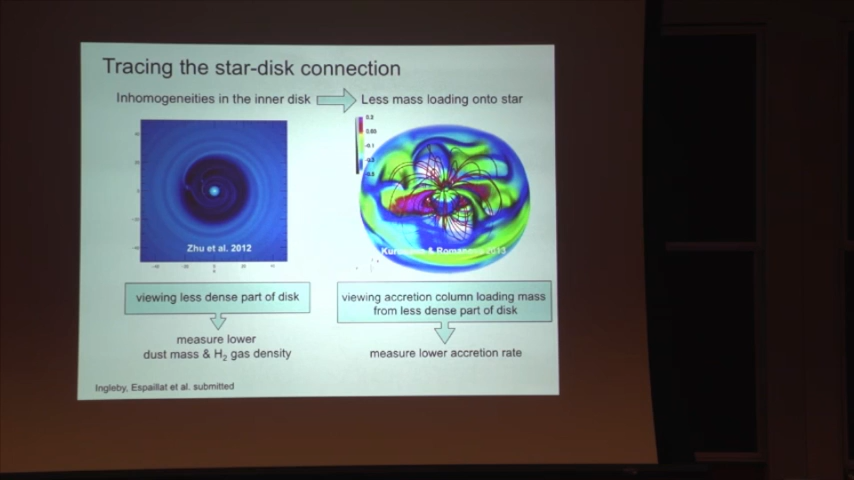 Tracing the star-disk connection
Inhomogeneities in the inner disk
Less mass loading onto star
Zhu et al. 2012
viewing less dense part of disk
viewing accretion column loading mass
from less dense part of disk
measure lower
dust mass & H₂ gas density
measure lower accretion rate
Ingleby, Espaillat et al. submitted